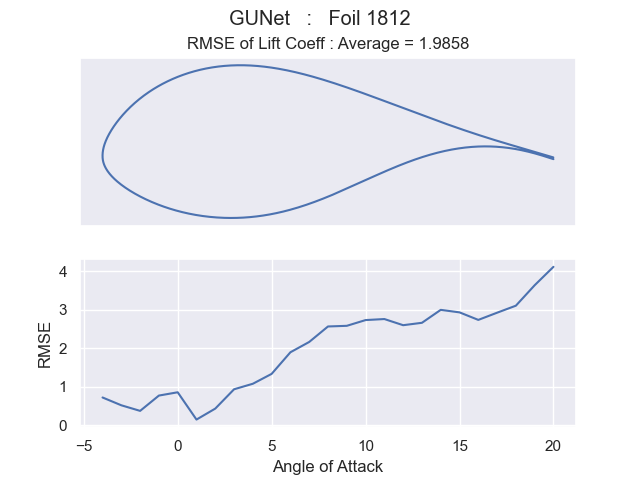 GUNet : Foil 1812
RMSE of Lift Coeff : Average = 1.9858
4
3
2
1
0
RMSE
−5 0 5 10 15 20
Angle of Attack